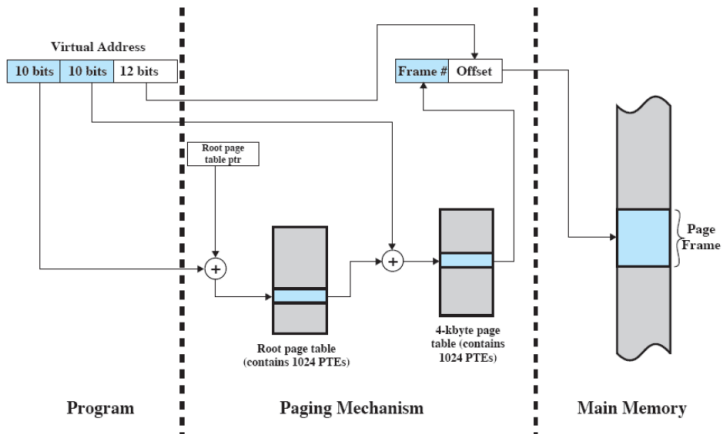 Virtual Address
10 bits 10 bits 12 bits
Frame # Offset
Root page
table ptr
+
+
Page
Frame
Root page table
(contains 1024 PTEs)
4-kbyte page
table (contains
1024 PTEs)
Program
Paging Mechanism
Main Memory